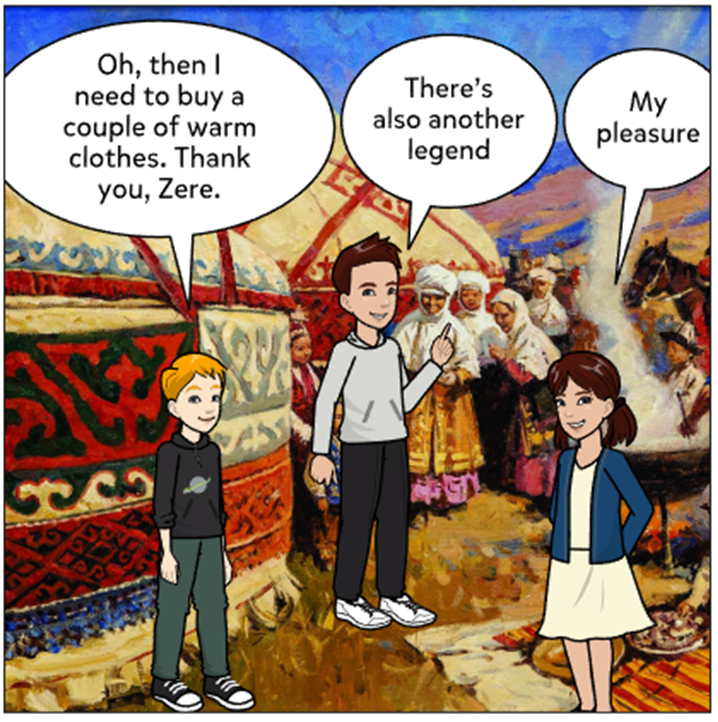 Oh, then I
need to buy a
couple of warm
clothes. Thank
you, Zere.
There's
also another
legend
My
pleasure